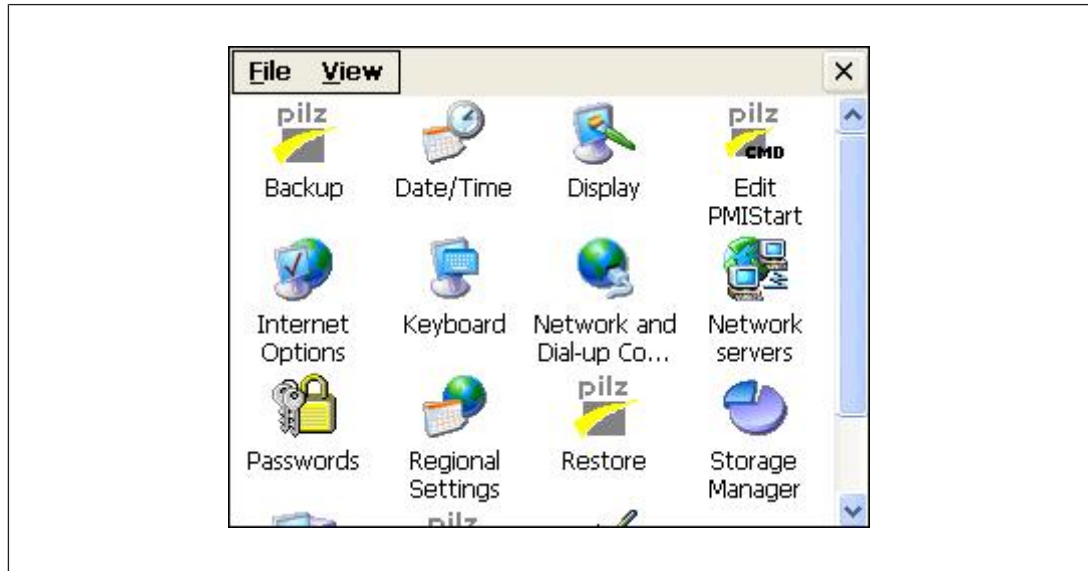 File View
pilz pilz
CMD
Backup Date/Time Display Edit
PMIStart
Internet Keyboard Network and Network
Options Dial-up Co... servers
pilz
Passwords Regional Restore Storage
Settings Manager
pilz